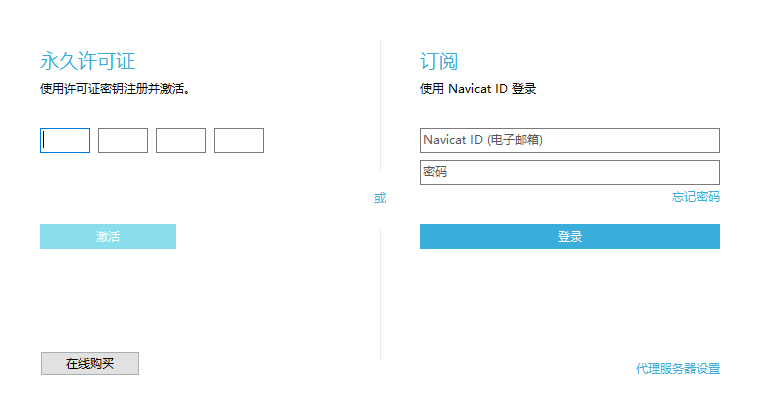 永久许可证
使用许可证密钥注册并激活。
激活
在线购买
或
订阅
使用 Navicat ID 登录
Navicat ID (电子邮箱)
密码
忘记密码
登录
代理服务器设置